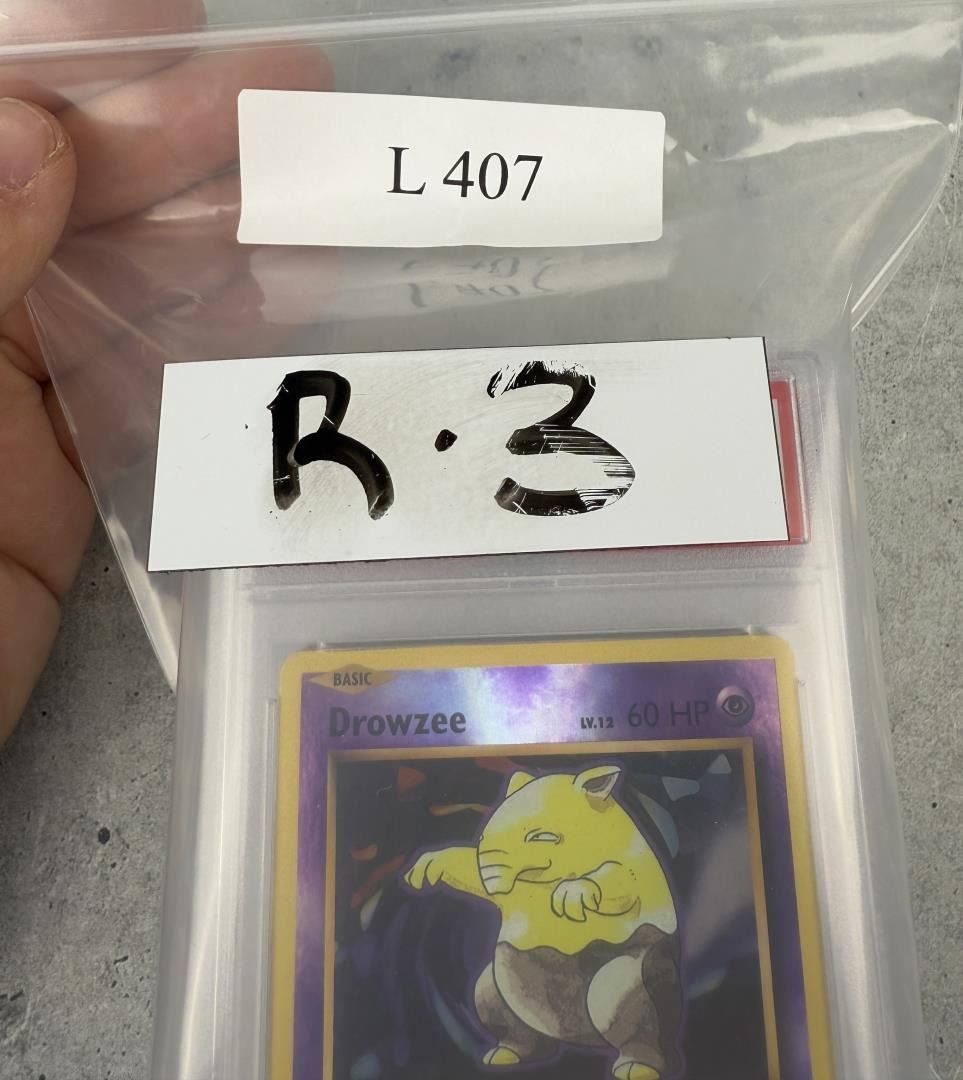 L 407
R·3
BASIC
Drowzee LV.12 60 HP